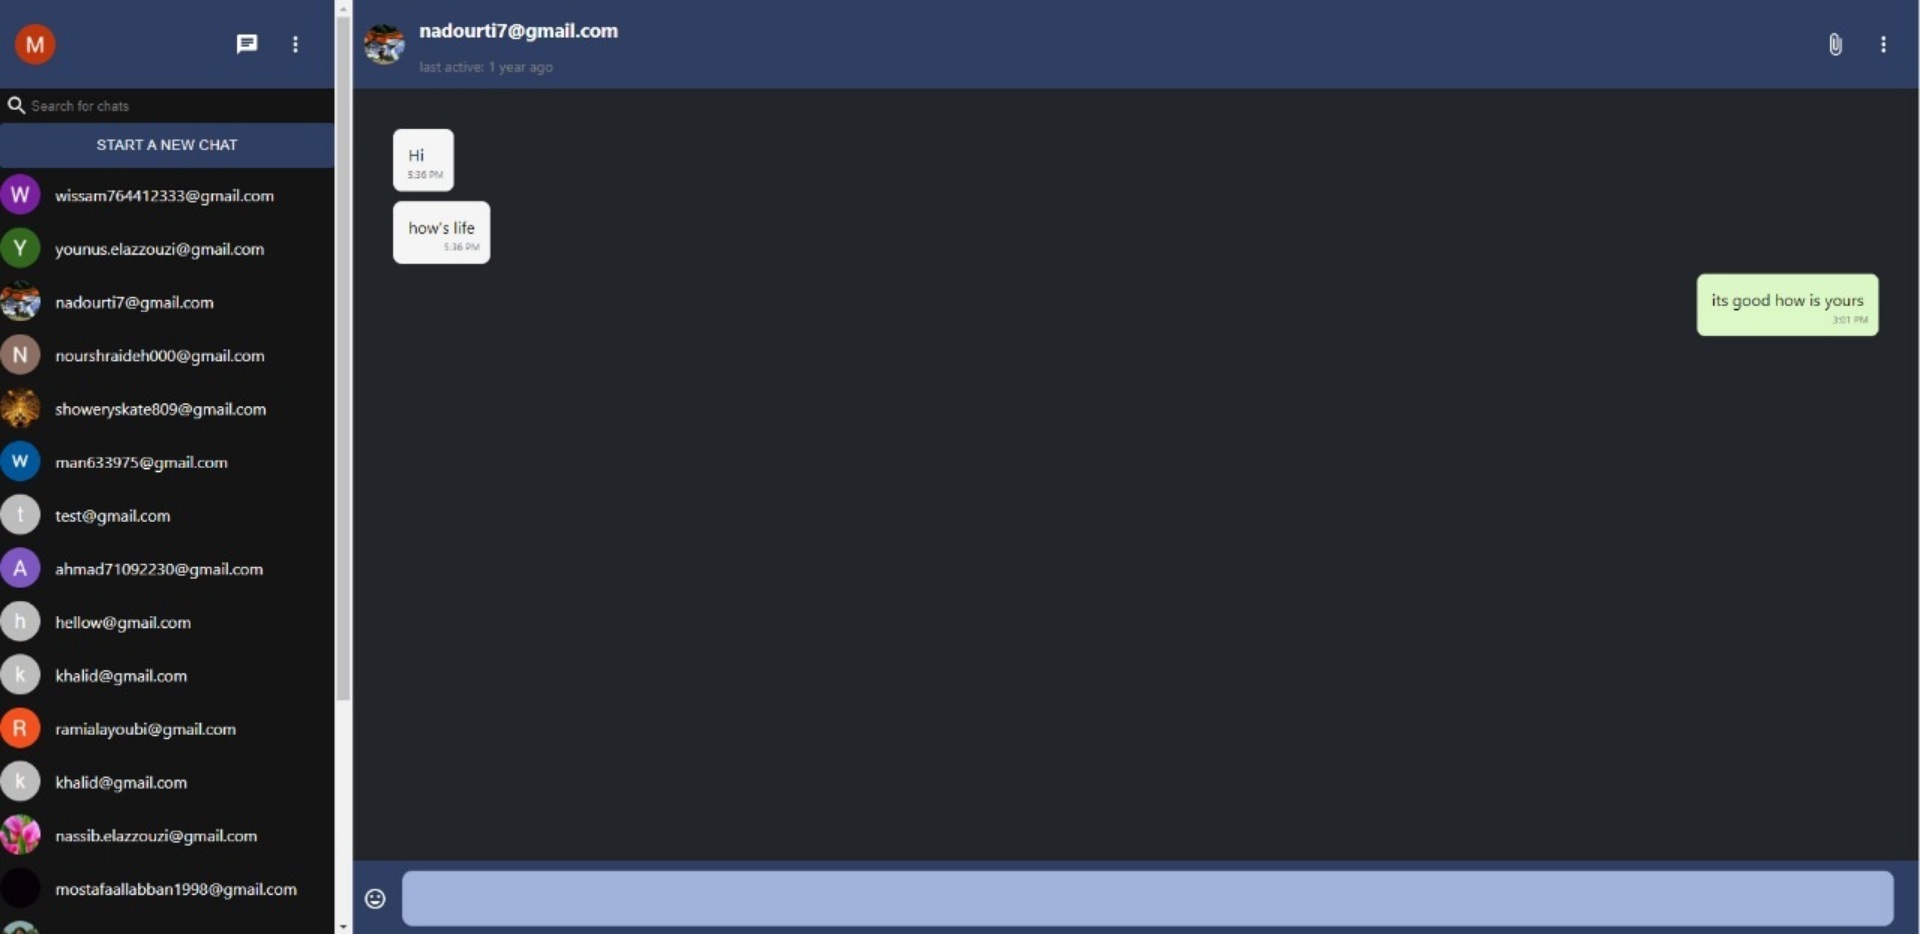 M
Search for chats
START A NEW CHAT
W wissam764412333@gmail.com
Y younus.elazzouzi@gmail.com
nadourti7@gmail.com
N nourshraideh000@gmail.com
showeryskate809@gmail.com
W man633975@gmail.com
t test@gmail.com
A ahmad71092230@gmail.com
h hellow@gmail.com
k khalid@gmail.com
R ramialayoubi@gmail.com
k khalid@gmail.com
nassib.elazzouzi@gmail.com
mostafaallabban1998@gmail.com
nadourti7@gmail.com
last active: 1 year ago
Hi
5:36 PM
how's life
5:36 PM
its good how is yours
3:01 PM